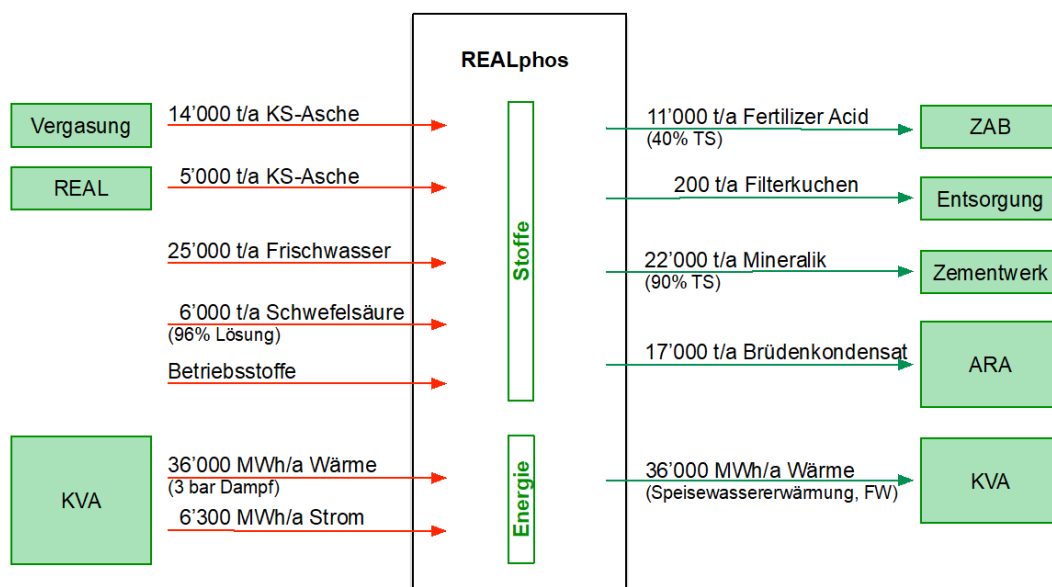 REALphos
Vergasung
14’000 t/a KS-Asche
REAL
5’000 t/a KS-Asche
25’000 t/a Frischwasser
6’000 t/a Schwefelsäure
(96% Lösung)
Betriebsstoffe
KVA
36’000 MWh/a Wärme
(3 bar Dampf)
6’300 MWh/a Strom
Stoffe
Energie
11’000 t/a Fertilizer Acid
(40% TS)
ZAB
200 t/a Filterkuchen
Entsorgung
22’000 t/a Mineralik
(90% TS)
Zementwerk
17’000 t/a Brüdenkondensat
ARA
36’000 MWh/a Wärme
(Speisewassererwärmung, FW)
KVA